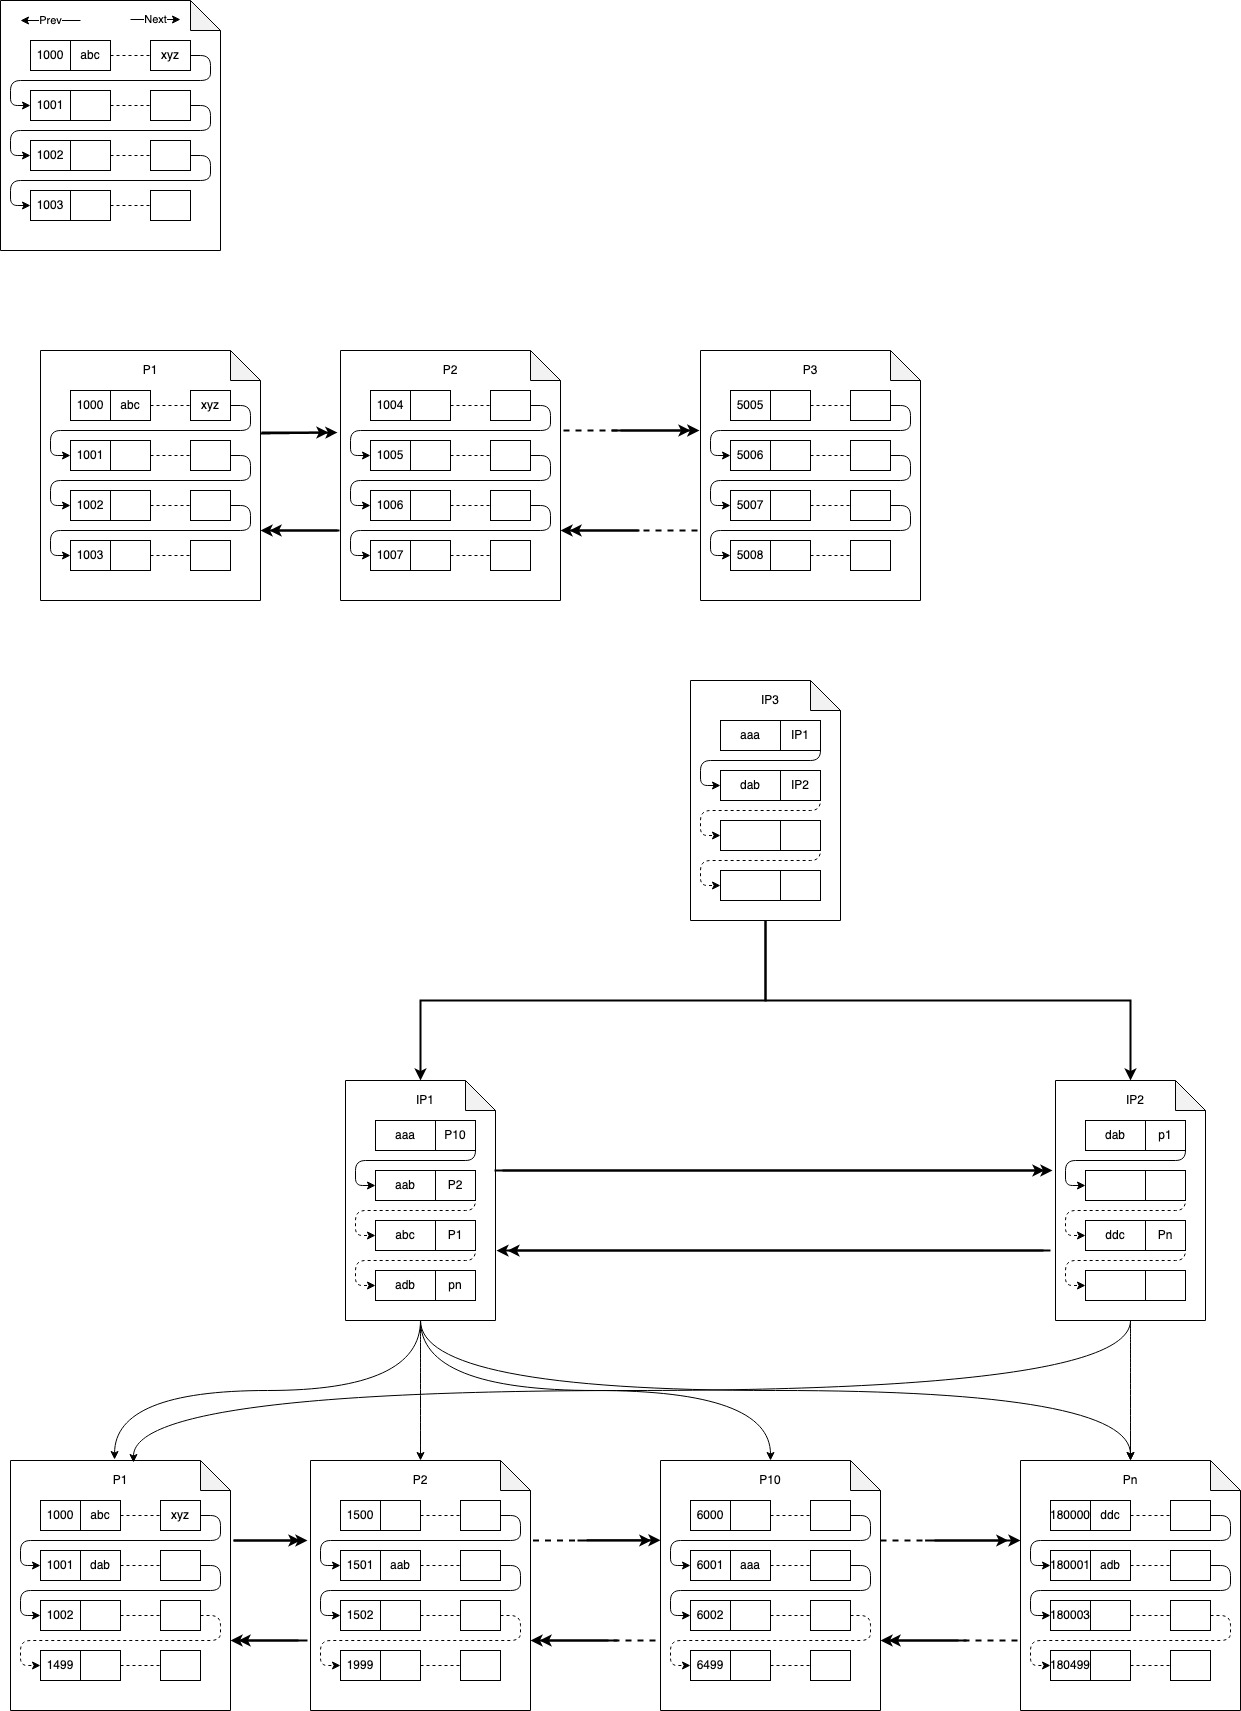 Prev Next
1000 abc xyz
1001
1002
1003
P1 P2 P3
1000 abc xyz 1004 5005
1001 1005 5006
1002 1006 5007
1003 1007 5008
IP3
aaa IP1
dab IP2
IP1 IP2
aaa P10 dab p1
aab P2
abc P1 ddc Pn
adb pn
P1 P2 P10 Pn
1000 abc xyz 1500 6000 180000 ddc
1001 dab 1501 aab 6001 aaa 180001 adb
1002 1502 6002 180003
1499 1999 6499 180499